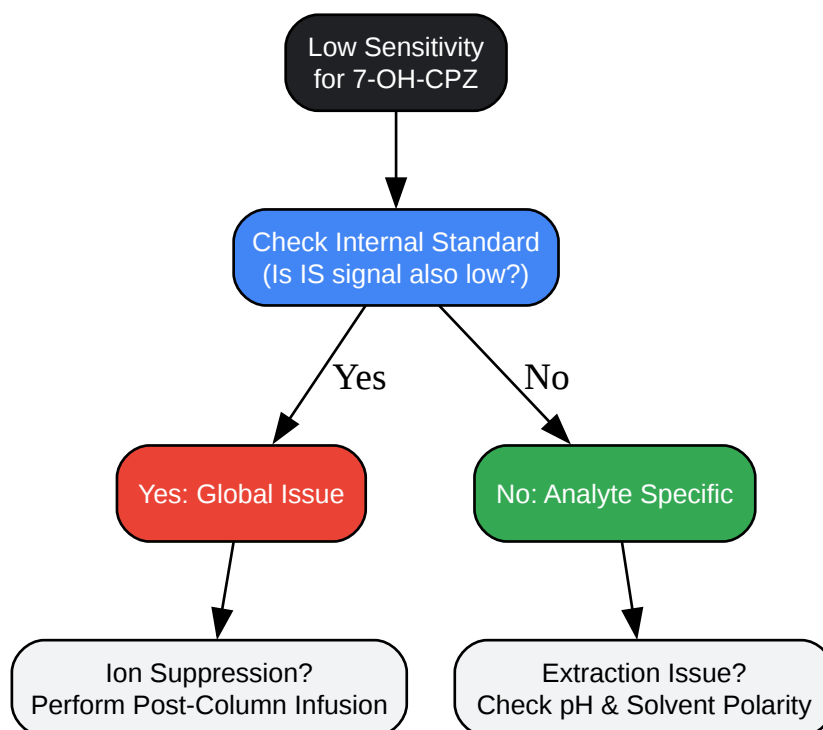 Low Sensitivity
for 7-OH-CPZ
Check Internal Standard
(Is IS signal also low?)
Yes
No
Yes: Global Issue
No: Analyte Specific
Ion Suppression?
Perform Post-Column Infusion
Extraction Issue?
Check pH & Solvent Polarity